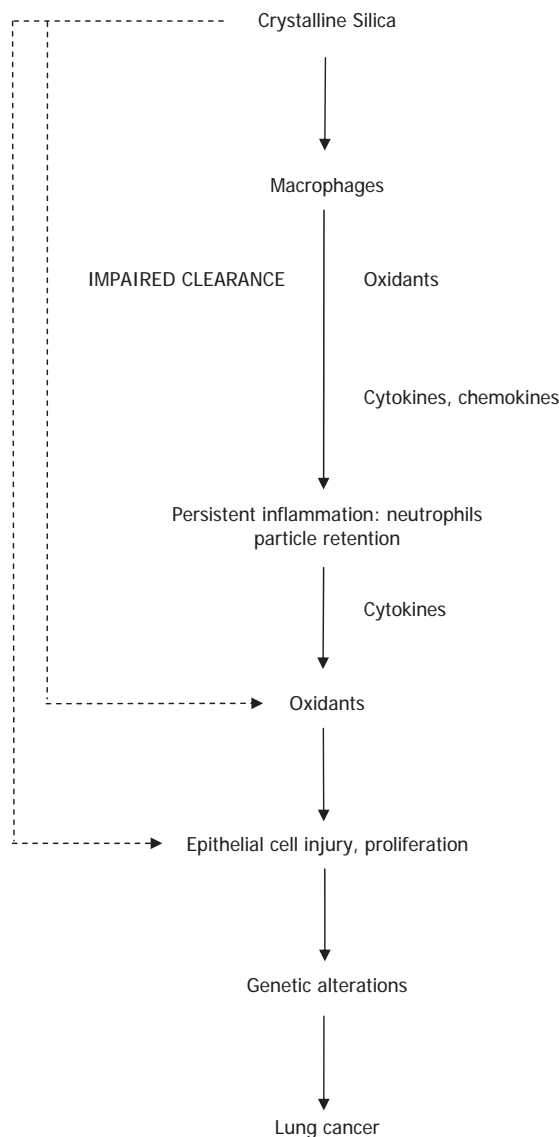 Crystalline Silica
Macrophages
IMPAIRED CLEARANCE
Oxidants
Cytokines, chemokines
Persistent inflammation: neutrophils
particle retention
Cytokines
Oxidants
Epithelial cell injury, proliferation
Genetic alterations
Lung cancer